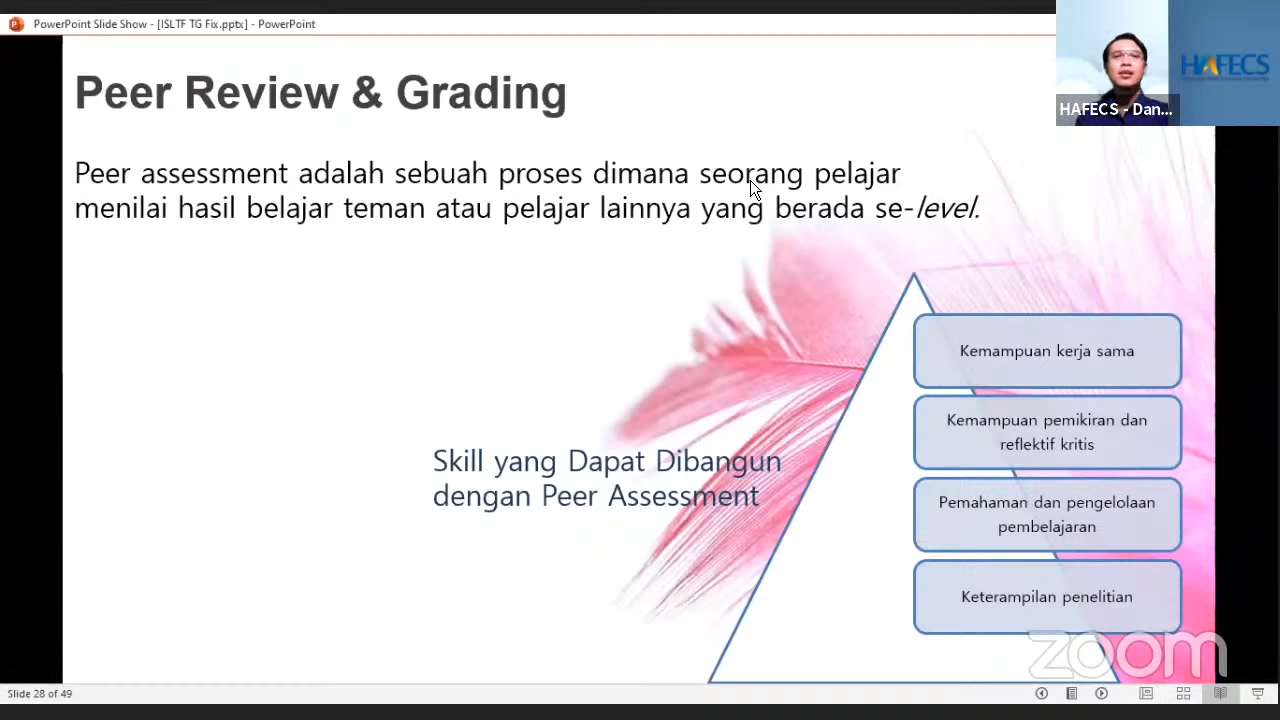 PowerPoint Slide Show - [ISLTF TG Fix.pptx] - PowerPoint
HAFECS
HAFECS - Dan...
Peer Review & Grading
Peer assessment adalah sebuah proses dimana seorang pelajar
menilai hasil belajar teman atau pelajar lainnya yang berada se-level.
Skill yang Dapat Dibangun
dengan Peer Assessment
Kemampuan kerja sama
Kemampuan pemikiran dan
reflektif kritis
Pemahaman dan pengelolaan
pembelajaran
Keterampilan penelitian
zoom
Slide 28 of 49